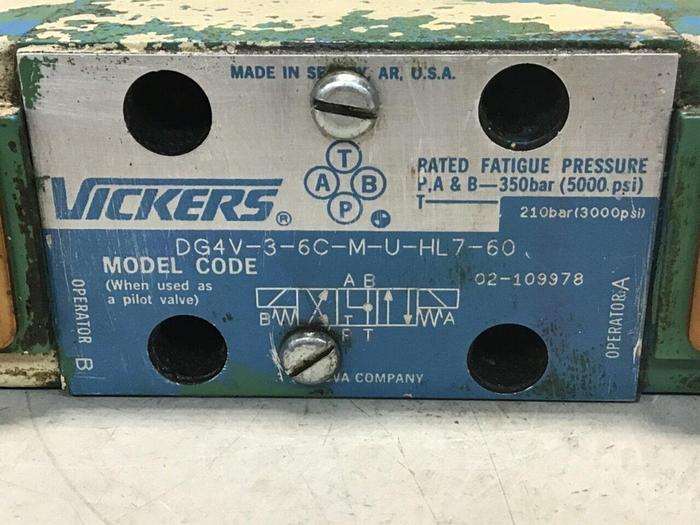 MADE IN AR, U.S.A.
T
A B
P
VICKERS ®
RATED FATIGUE PRESSURE
P,A & B—350bar (5000 psi)
T— 210bar(3000psi)
DG4V-3-6C-M-U-HL7-60
MODEL CODE
(When used as
a pilot valve)
02-109978
A B
B A
T
P T
OPERATOR B
OPERATOR:A
COMPANY